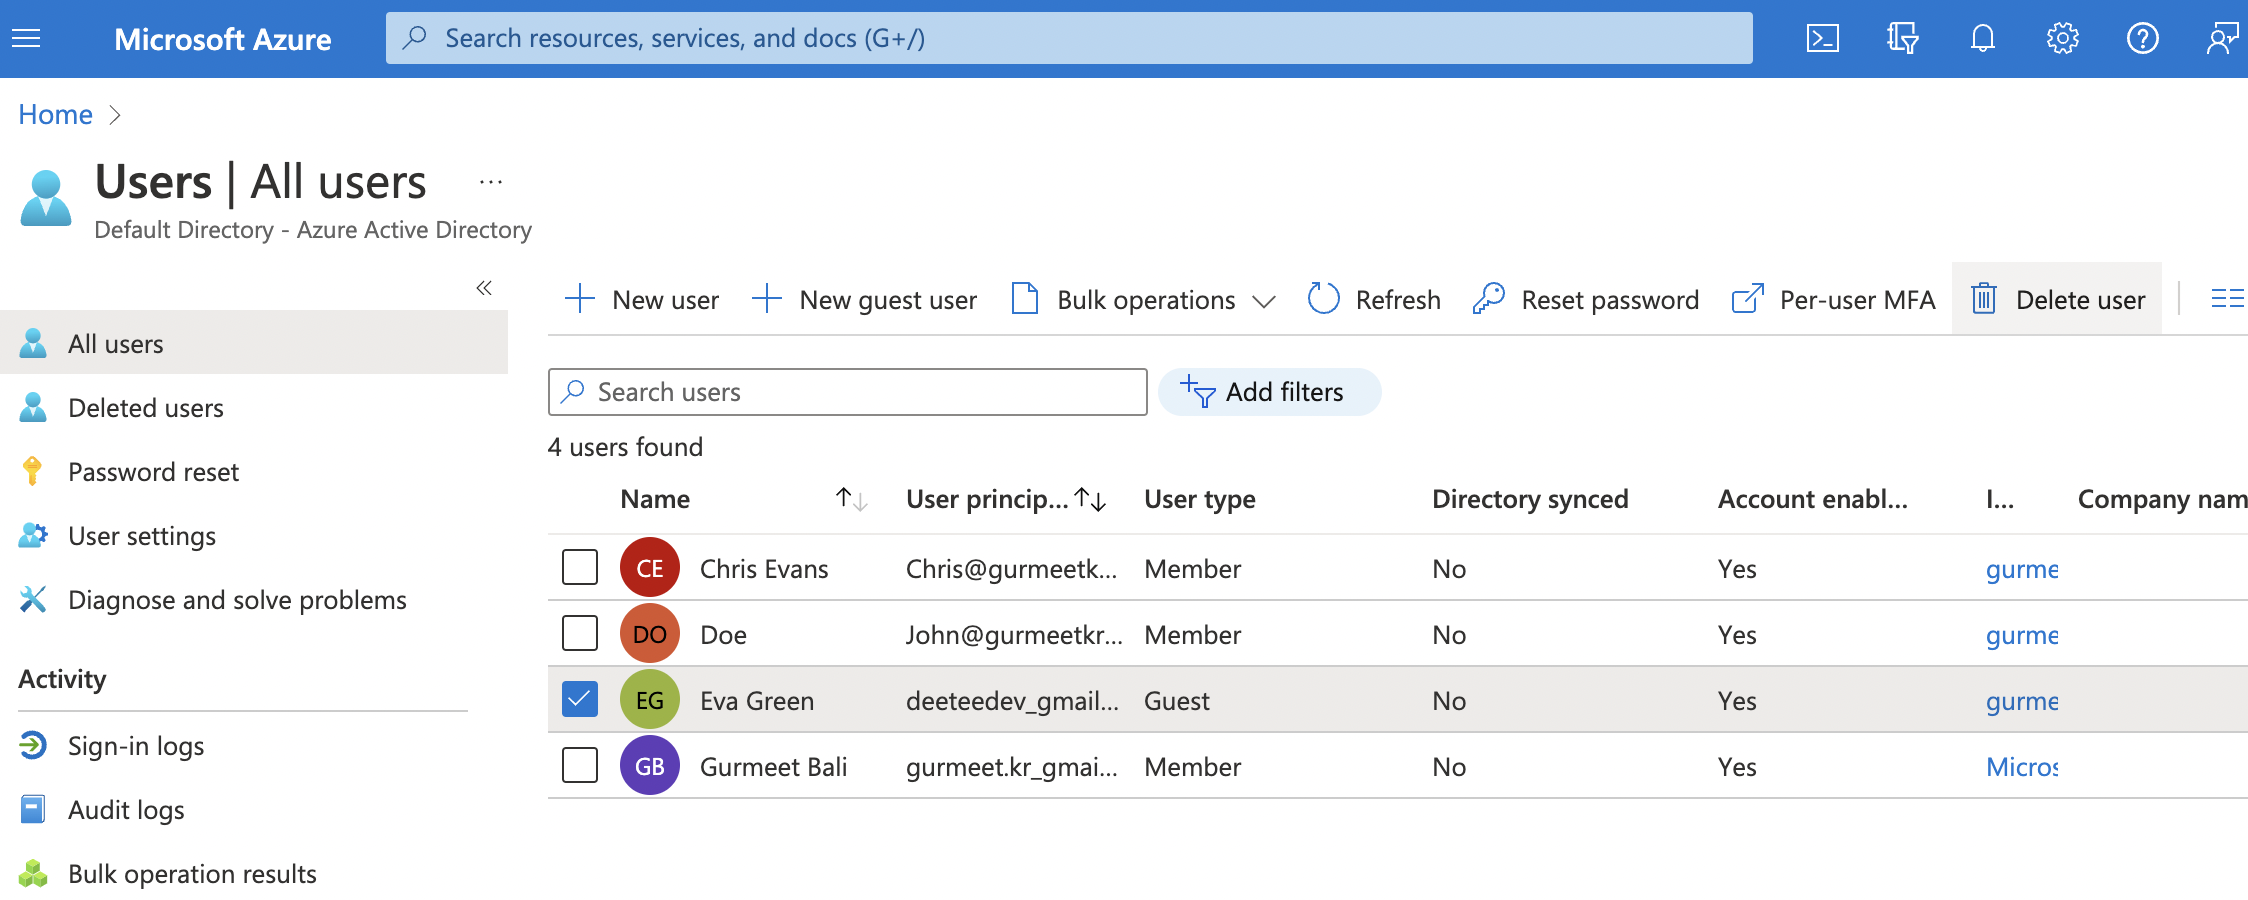 Microsoft Azure
Search resources, services, and docs (G+/)
Home
Users | All users ...
Default Directory - Azure Active Directory
All users
Deleted users
Password reset
User settings
Diagnose and solve problems
Activity
Sign-in logs
Audit logs
Bulk operation results
New user New guest user Bulk operations Refresh Reset password Per-user MFA Delete user
Search users Add filters
4 users found
Name User princip... User type Directory synced Account enabl... I... Company nam
CE Chris Evans Chris@gurmeetk... Member No Yes gurme
DO Doe John@gurmeetkr... Member No Yes gurme
EG Eva Green deeteedev_gmail... Guest No Yes gurme
GB Gurmeet Bali gurmeet.kr_gmai... Member No Yes Micros